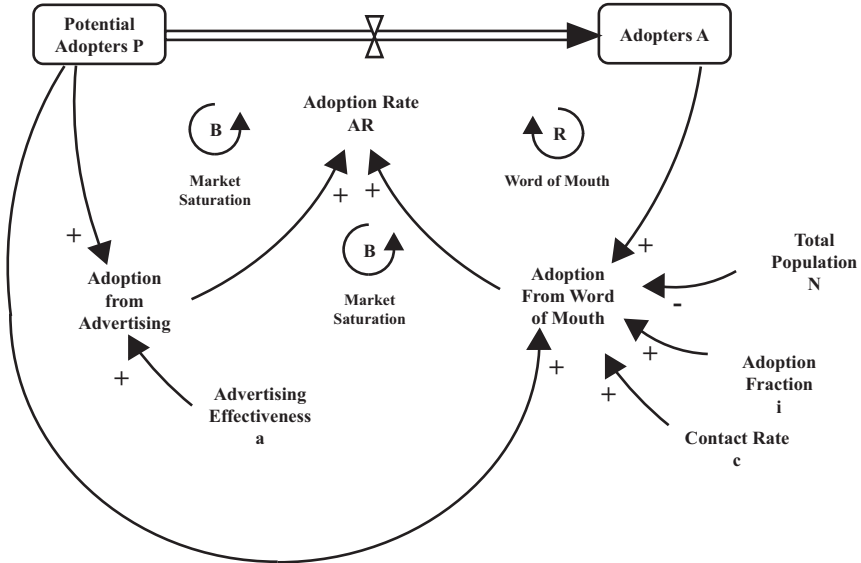 Potential
Adopters P
Adopters A
Adoption Rate
AR
B
R
Market
Saturation
Word of Mouth
+
+
B
Market
Saturation
+
+
Adoption
from
Advertising
Adoption
From Word
of Mouth
Total
Population
N
-
+
+
+
+
Adoption
Fraction
i
Advertising
Effectiveness
a
Contact Rate
c